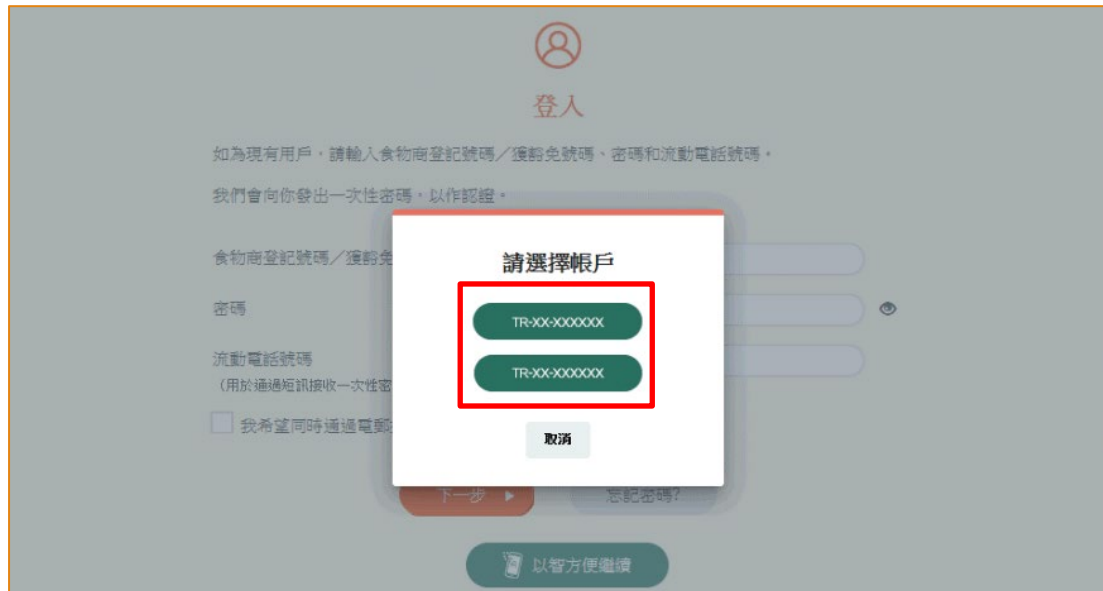 登入
如為現有用戶，請輸入食物商登記號碼／獲豁免號碼、密碼和流動電話號碼。
我們會向你發出一次性密碼，以作認證。
食物商登記號碼／獲豁免
請選擇帳戶
密碼
TR-XX-XXXXXX
流動電話號碼
（用於通過短訊接收一次性密
TR-XX-XXXXXX
我希望同時通過電郵
取消
下一步
忘記密碼?
以智方便繼續